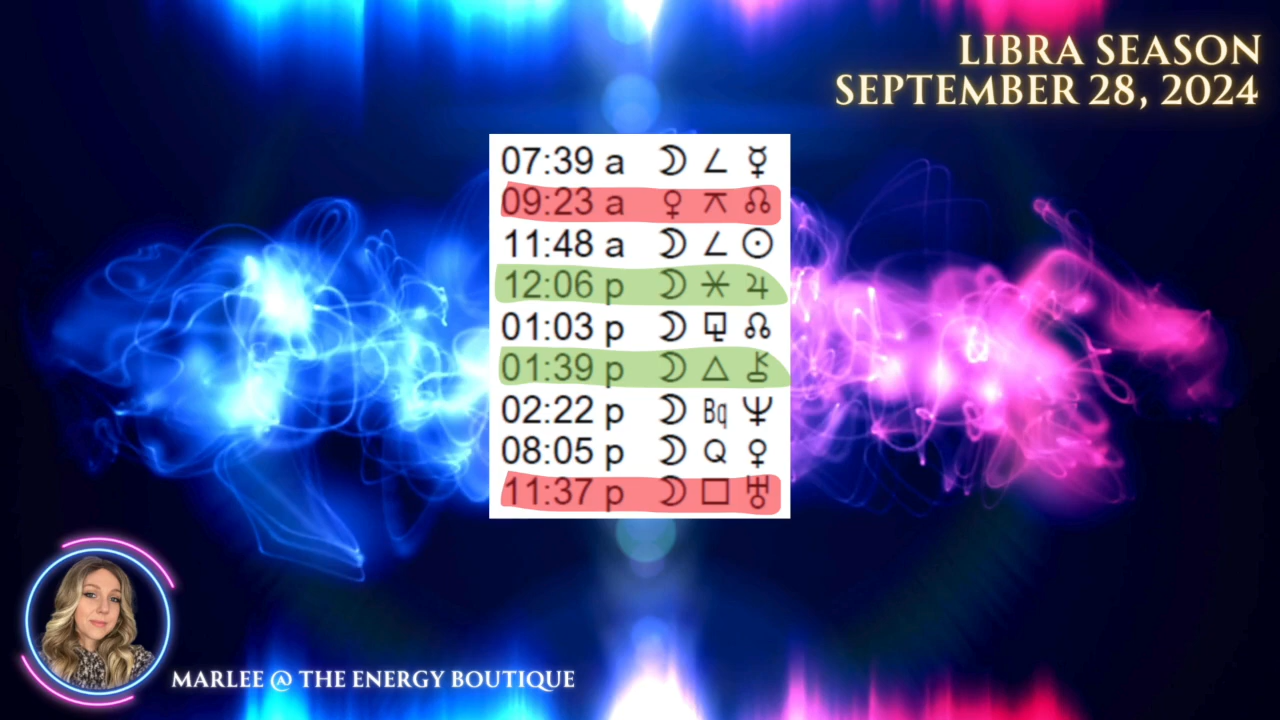 LIBRA SEASON
SEPTEMBER 28, 2024
07:39 a ☽ ∠ ☿
09:23 a ♀ ⚻ ☊
11:48 a ☽ ∠ ☉
12:06 p ☽ ⚹ ♃
01:03 p ☽ ⚼ ☊
01:39 p ☽ △ ⚷
02:22 p ☽ Bq ♆
08:05 p ☽ Q ♀
11:37 p ☽ □ ♅
MARLEE @ THE ENERGY BOUTIQUE